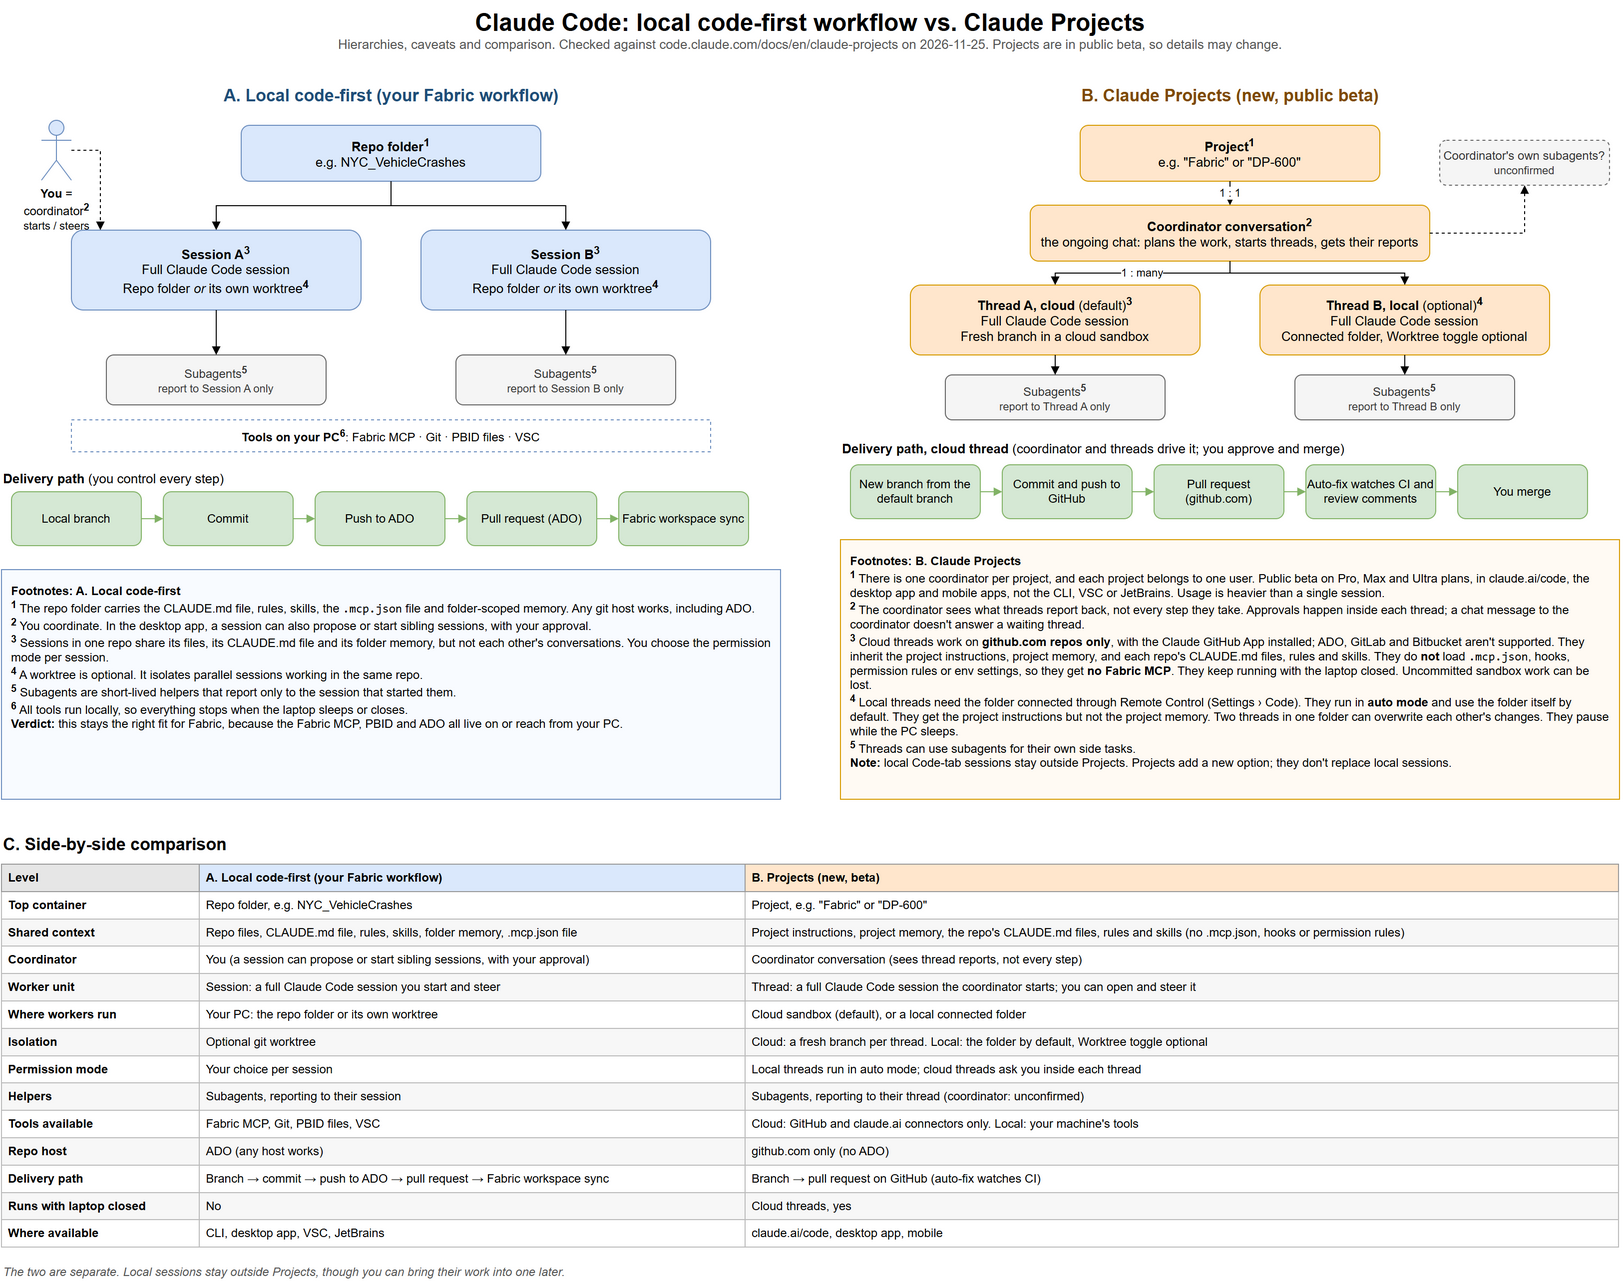 Claude Code: local code-first workflow vs. Claude Projects
Hierarchies, caveats and comparison. Checked against code.claude.com/docs/en/claude-projects on 2026-11-25. Projects are in public beta, so details may change.
A. Local code-first (your Fabric workflow)
You =
coordinator2
starts / steers
Repo folder1
e.g. NYC_VehicleCrashes
Session A3
Full Claude Code session
Repo folder or its own worktree4
Session B3
Full Claude Code session
Repo folder or its own worktree4
Subagents5
report to Session A only
Subagents5
report to Session B only
Tools on your PC6: Fabric MCP · Git · PBID files · VSC
Delivery path (you control every step)
Local branch
Commit
Push to ADO
Pull request (ADO)
Fabric workspace sync
Footnotes: A. Local code-first
1 The repo folder carries the CLAUDE.md file, rules, skills, the .mcp.json file and folder-scoped memory. Any git host works, including ADO.
2 You coordinate. In the desktop app, a session can also propose or start sibling sessions, with your approval.
3 Sessions in one repo share its files, its CLAUDE.md file and its folder memory, but not each other's conversations. You choose the permission
mode per session.
4 A worktree is optional. It isolates parallel sessions working in the same repo.
5 Subagents are short-lived helpers that report only to the session that started them.
6 All tools run locally, so everything stops when the laptop sleeps or closes.
Verdict: this stays the right fit for Fabric, because the Fabric MCP, PBID and ADO all live on or reach from your PC.
B. Claude Projects (new, public beta)
Project1
e.g. "Fabric" or "DP-600"
1 : 1
Coordinator's own subagents?
unconfirmed
Coordinator conversation2
the ongoing chat: plans the work, starts threads, gets their reports
1 : many
Thread A, cloud (default)3
Full Claude Code session
Fresh branch in a cloud sandbox
Thread B, local (optional)4
Full Claude Code session
Connected folder, Worktree toggle optional
Subagents5
report to Thread A only
Subagents5
report to Thread B only
Delivery path, cloud thread (coordinator and threads drive it; you approve and merge)
New branch from the
default branch
Commit and push to
GitHub
Pull request
(github.com)
Auto-fix watches CI and
review comments
You merge
Footnotes: B. Claude Projects
1 There is one coordinator per project, and each project belongs to one user. Public beta on Pro, Max and Ultra plans, in claude.ai/code, the
desktop app and mobile apps, not the CLI, VSC or JetBrains. Usage is heavier than a single session.
2 The coordinator sees what threads report back, not every step they take. Approvals happen inside each thread; a chat message to the
coordinator doesn't answer a waiting thread.
3 Cloud threads work on github.com repos only, with the Claude GitHub App installed; ADO, GitLab and Bitbucket aren't supported. They
inherit the project instructions, project memory, and each repo's CLAUDE.md files, rules and skills. They do not load .mcp.json, hooks,
permission rules or env settings, so they get no Fabric MCP. They keep running with the laptop closed. Uncommitted sandbox work can be
lost.
4 Local threads need the folder connected through Remote Control (Settings › Code). They run in auto mode and use the folder itself by
default. They get the project instructions but not the project memory. Two threads in one folder can overwrite each other's changes. They pause
while the PC sleeps.
5 Threads can use subagents for their own side tasks.
Note: local Code-tab sessions stay outside Projects. Projects add a new option; they don't replace local sessions.
C. Side-by-side comparison
Level A. Local code-first (your Fabric workflow) B. Projects (new, beta)
Top container Repo folder, e.g. NYC_VehicleCrashes Project, e.g. "Fabric" or "DP-600"
Shared context Repo files, CLAUDE.md file, rules, skills, folder memory, .mcp.json file Project instructions, project memory, the repo's CLAUDE.md files, rules and skills (no .mcp.json, hooks or permission rules)
Coordinator You (a session can propose or start sibling sessions, with your approval) Coordinator conversation (sees thread reports, not every step)
Worker unit Session: a full Claude Code session you start and steer Thread: a full Claude Code session the coordinator starts; you can open and steer it
Where workers run Your PC: the repo folder or its own worktree Cloud sandbox (default), or a local connected folder
Isolation Optional git worktree Cloud: a fresh branch per thread. Local: the folder by default, Worktree toggle optional
Permission mode Your choice per session Local threads run in auto mode; cloud threads ask you inside each thread
Helpers Subagents, reporting to their session Subagents, reporting to their thread (coordinator: unconfirmed)
Tools available Fabric MCP, Git, PBID files, VSC Cloud: GitHub and claude.ai connectors only. Local: your machine's tools
Repo host ADO (any host works) github.com only (no ADO)
Delivery path Branch → commit → push to ADO → pull request → Fabric workspace sync Branch → pull request on GitHub (auto-fix watches CI)
Runs with laptop closed No Cloud threads, yes
Where available CLI, desktop app, VSC, JetBrains claude.ai/code, desktop app, mobile
The two are separate. Local sessions stay outside Projects, though you can bring their work into one later.